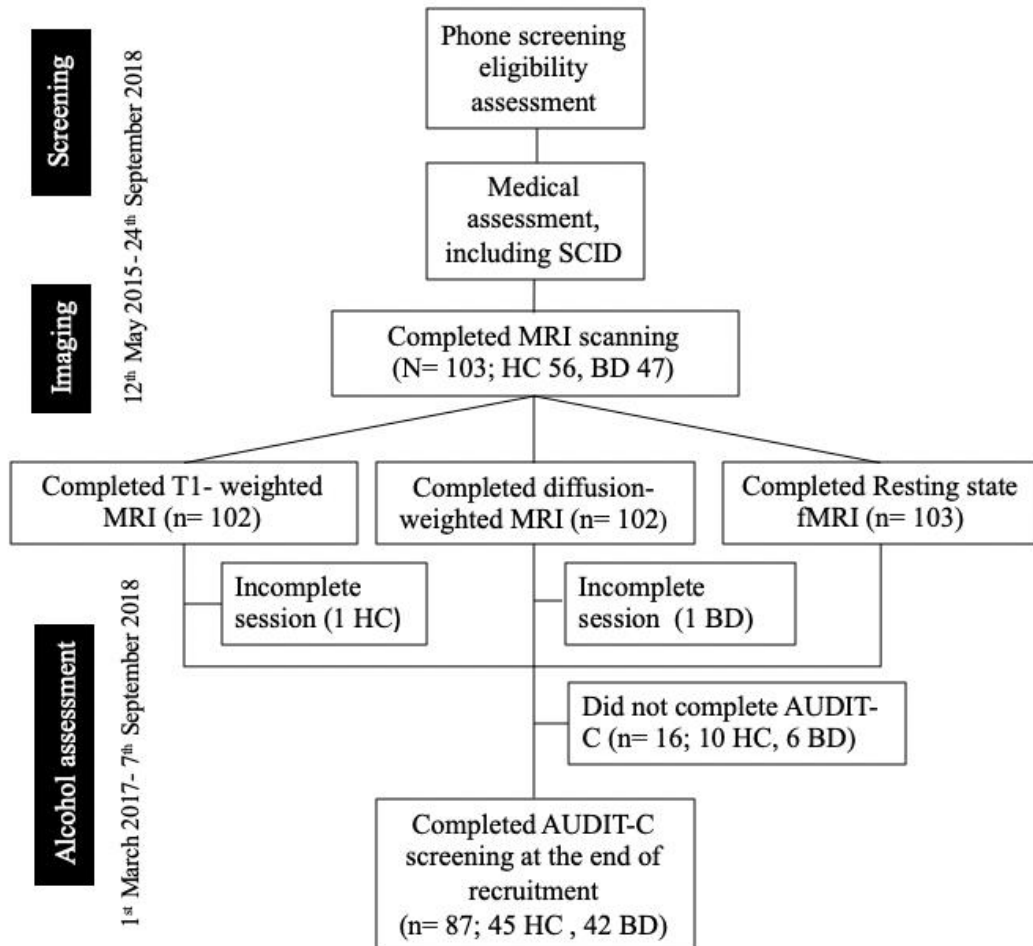 Screening
Imaging
Alcohol assessment
12th May 2015- 24th September 2018
1st March 2017- 7th September 2018
Phone screening
eligibility
assessment
Medical
assessment,
including SCID
Completed MRI scanning
(N= 103; HC 56, BD 47)
Completed T1- weighted
MRI (n= 102)
Completed diffusion-
weighted MRI (n= 102)
Completed Resting state
fMRI (n= 103)
Incomplete
session (1 HC)
Incomplete
session (1 BD)
Did not complete AUDIT-
C (n= 16; 10 HC, 6 BD)
Completed AUDIT-C
screening at the end of
recruitment
(n= 87; 45 HC , 42 BD)